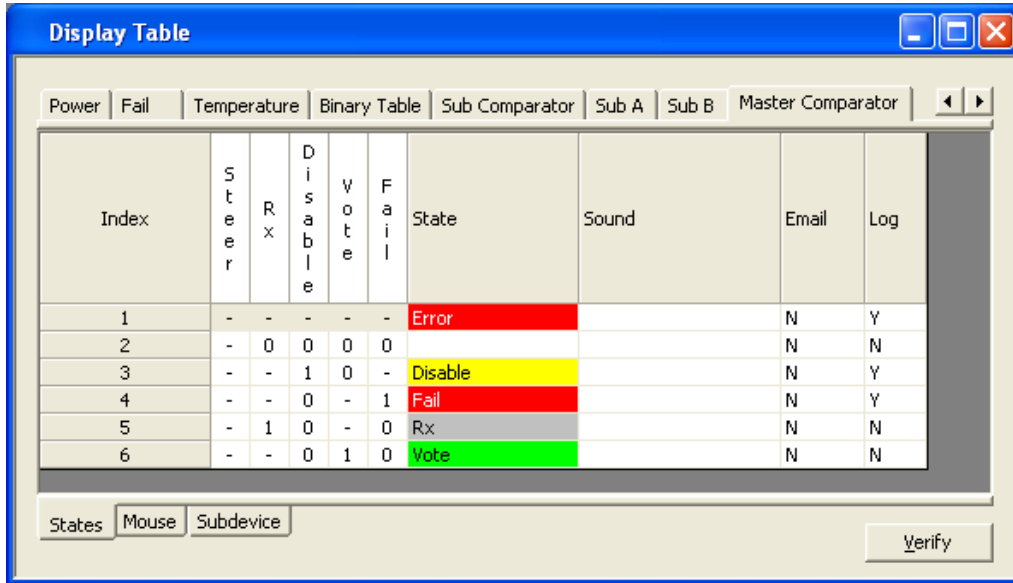 Display Table
Power Fail Temperature Binary Table Sub Comparator Sub A Sub B Master Comparator
Index Steer Rx Disable Vote Fail State Sound Email Log
1 - - - - - Error N Y
2 - 0 0 0 0 N N
3 - - 1 0 - Disable N Y
4 - - 0 - 1 Fail N Y
5 - 1 0 - 0 Rx N N
6 - - 0 1 0 Vote N N
States Mouse Subdevice
Verify